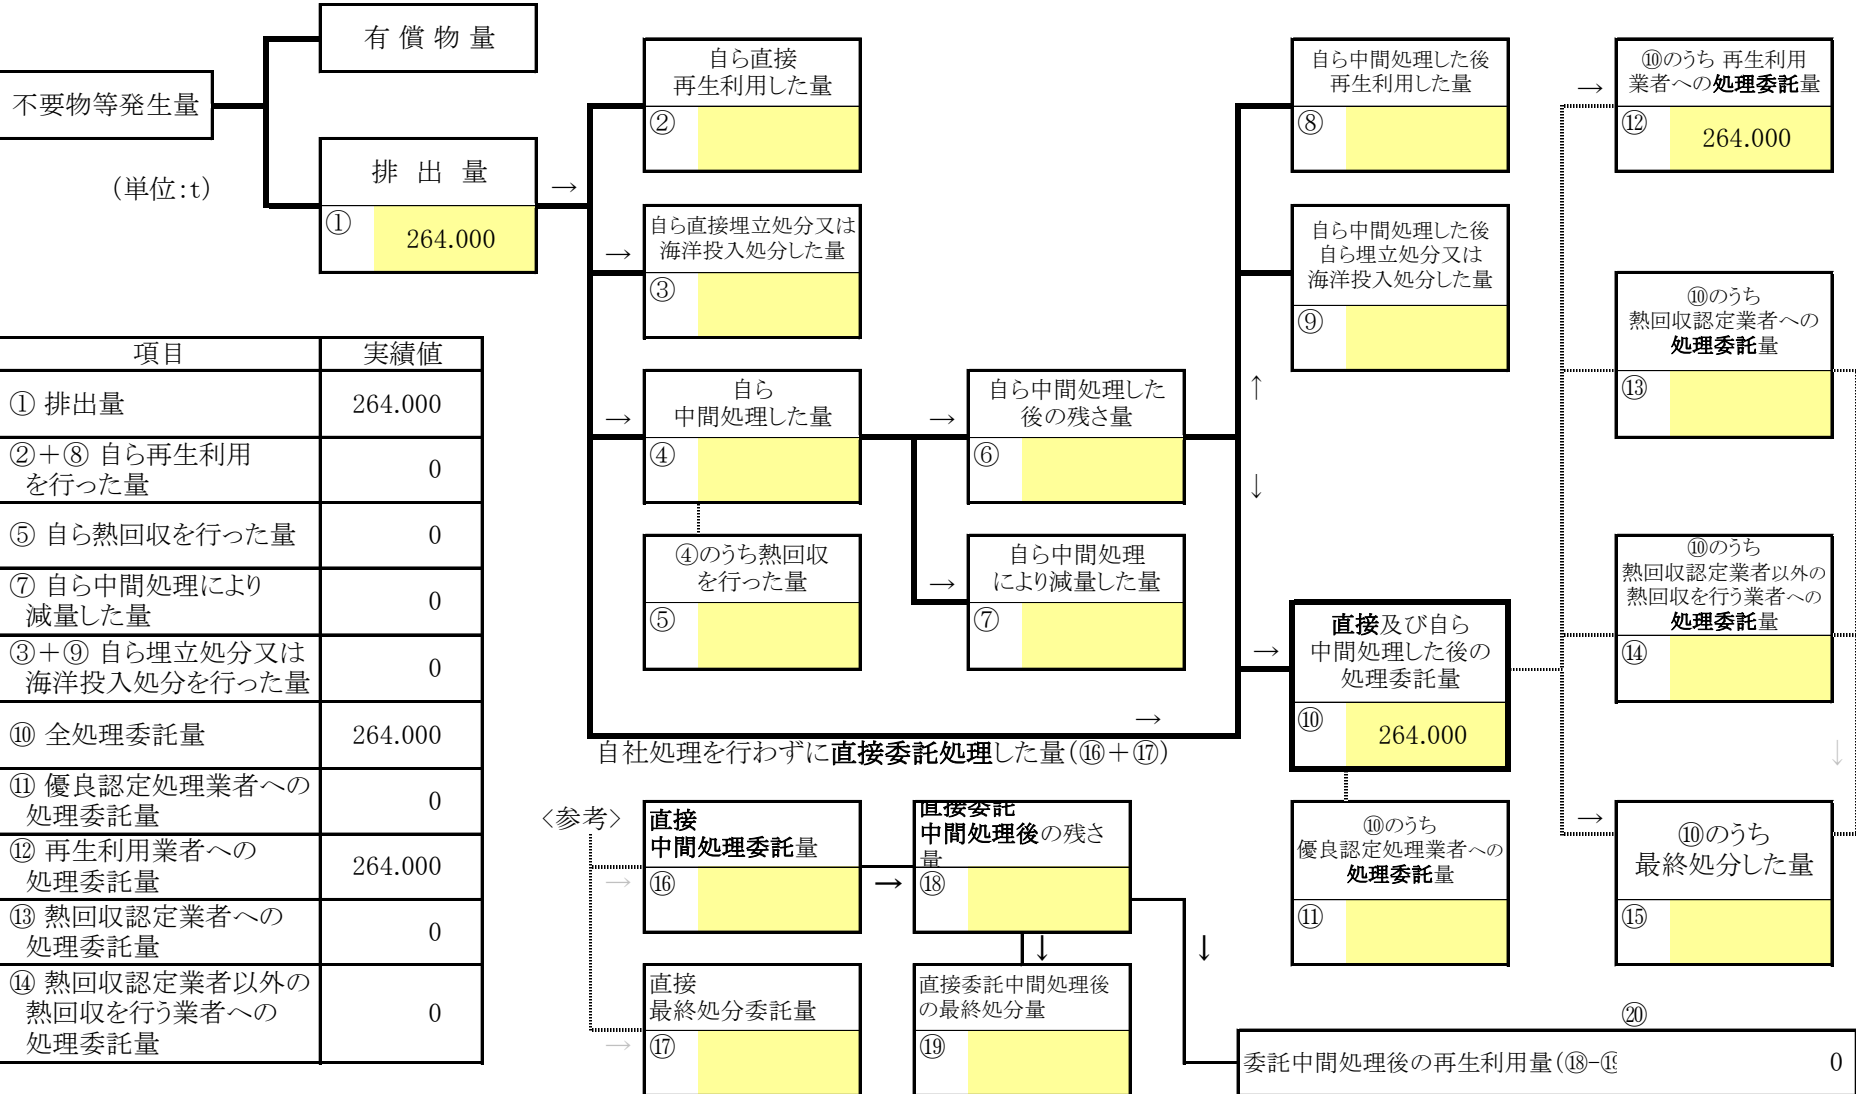 有 償 物 量
不要物等発生量
(単位:t)
排 出 量
①
264.000
→
自ら直接
再生利用した量
②
→
自ら直接埋立処分又は
海洋投入処分した量
③
→
自ら
中間処理した量
④
④のうち熱回収
を行った量
⑤
→
自ら中間処理した
後の残さ量
⑥
→
自ら中間処理
により減量した量
⑦
自ら中間処理した後
再生利用した量
⑧
自ら中間処理した後
自ら埋立処分又は
海洋投入処分した量
⑨
↑
↓
→
直接及び自ら
中間処理した後の
処理委託量
⑩
264.000
→
自社処理を行わずに直接委託処理した量(⑯+⑰)
⑩のうち
優良認定処理業者への
処理委託量
⑪
→
⑩のうち 再生利用
業者への処理委託量
⑫
264.000
⑩のうち
熱回収認定業者への
処理委託量
⑬
⑩のうち
熱回収認定業者以外の
熱回収を行う業者への
処理委託量
⑭
↓
→
⑩のうち
最終処分した量
⑮
項目 実績値
① 排出量 264.000
②+⑧ 自ら再生利用
を行った量 0
⑤ 自ら熱回収を行った量 0
⑦ 自ら中間処理により
減量した量 0
③+⑨ 自ら埋立処分又は
海洋投入処分を行った量 0
⑩ 全処理委託量 264.000
⑪ 優良認定処理業者への
処理委託量 0
⑫ 再生利用業者への
処理委託量 264.000
⑬ 熱回収認定業者への
処理委託量 0
⑭ 熱回収認定業者以外の
熱回収を行う業者への
処理委託量 0
<参考>
→
直接
中間処理委託量
⑯
→
直接委託
中間処理後の残さ
量
⑱
→
直接
最終処分委託量
⑰
↓
直接委託中間処理後
の最終処分量
⑲
↓
⑳
委託中間処理後の再生利用量(⑱-⑲ 0